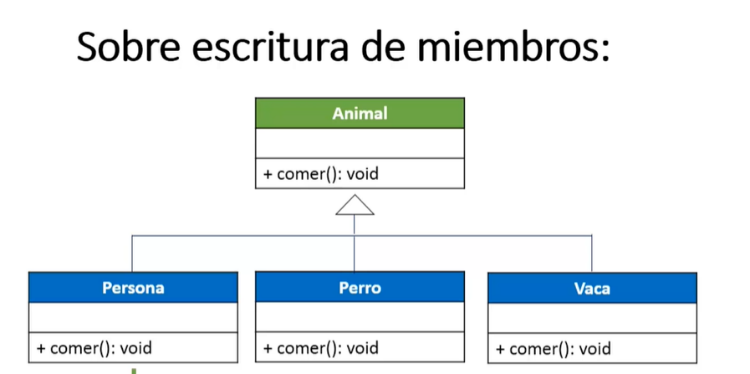 Sobre escritura de miembros:
Animal
+ comer(): void
Persona
Perro
Vaca
+ comer(): void
+ comer(): void
+ comer(): void